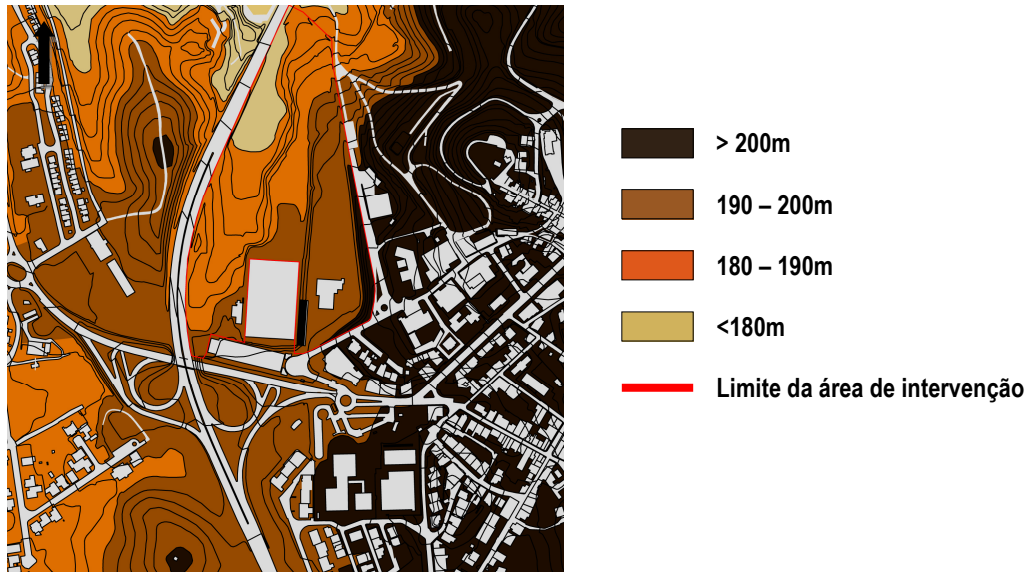 > 200m
190 – 200m
180 – 190m
<180m
Limite da área de intervenção